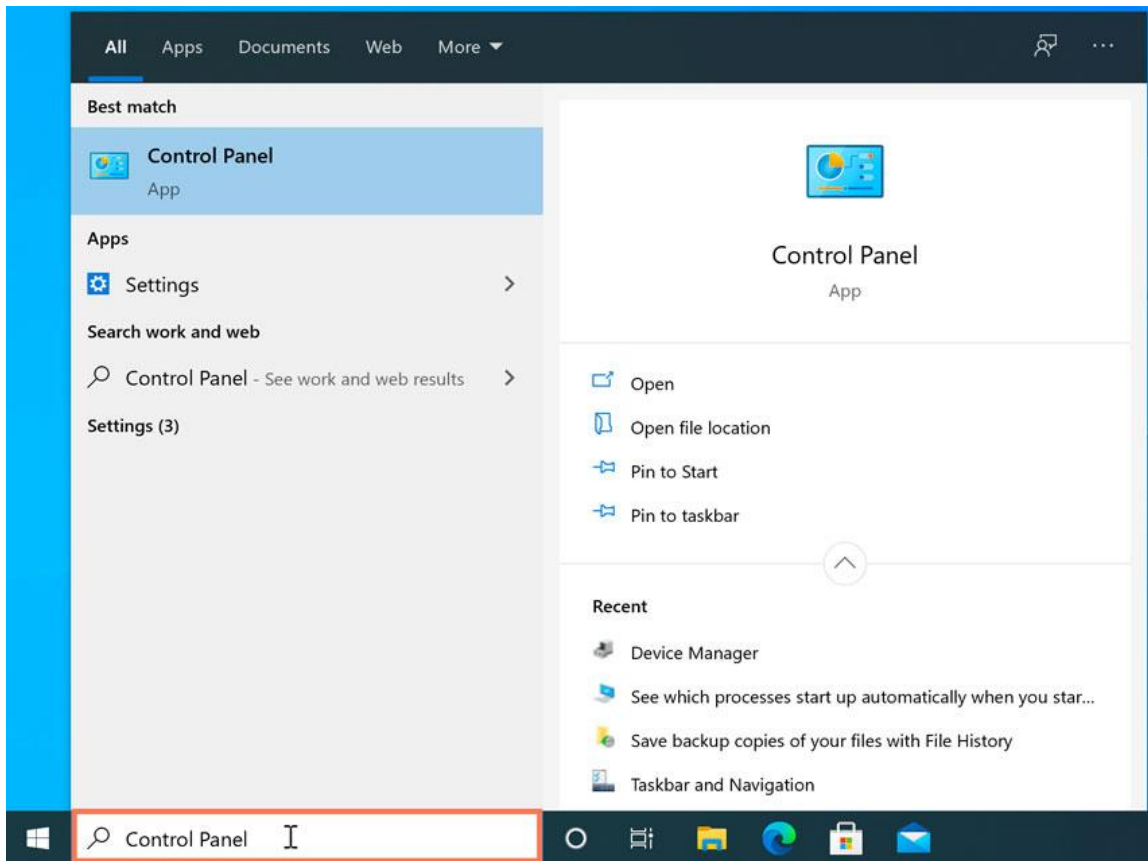 All Apps Documents Web More
Best match
Control Panel
App
Apps
Settings
Search work and web
Control Panel - See work and web results
Settings (3)
Control Panel
App
Open
Open file location
Pin to Start
Pin to taskbar
Recent
Device Manager
See which processes start up automatically when you star...
Save backup copies of your files with File History
Taskbar and Navigation
Control Panel